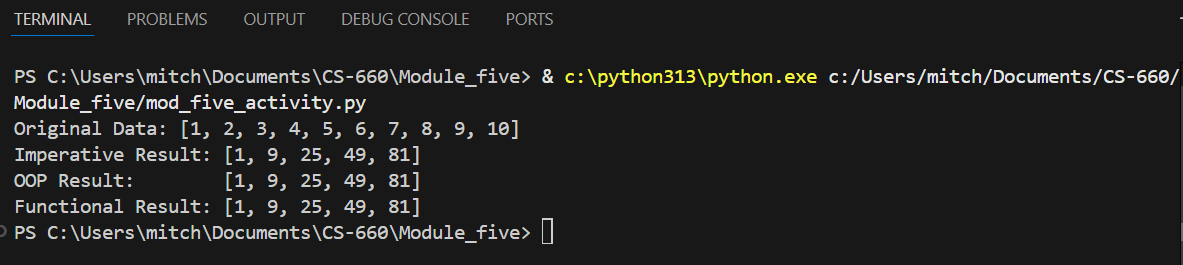 TERMINAL PROBLEMS OUTPUT DEBUG CONSOLE PORTS
PS C:\Users\mitch\Documents\CS-660\Module_five> & c:\python313\python.exe c:/Users/mitch/Documents/CS-660/
Module_five/mod_five_activity.py
Original Data: [1, 2, 3, 4, 5, 6, 7, 8, 9, 10]
Imperative Result: [1, 9, 25, 49, 81]
OOP Result:        [1, 9, 25, 49, 81]
Functional Result: [1, 9, 25, 49, 81]
PS C:\Users\mitch\Documents\CS-660\Module_five>